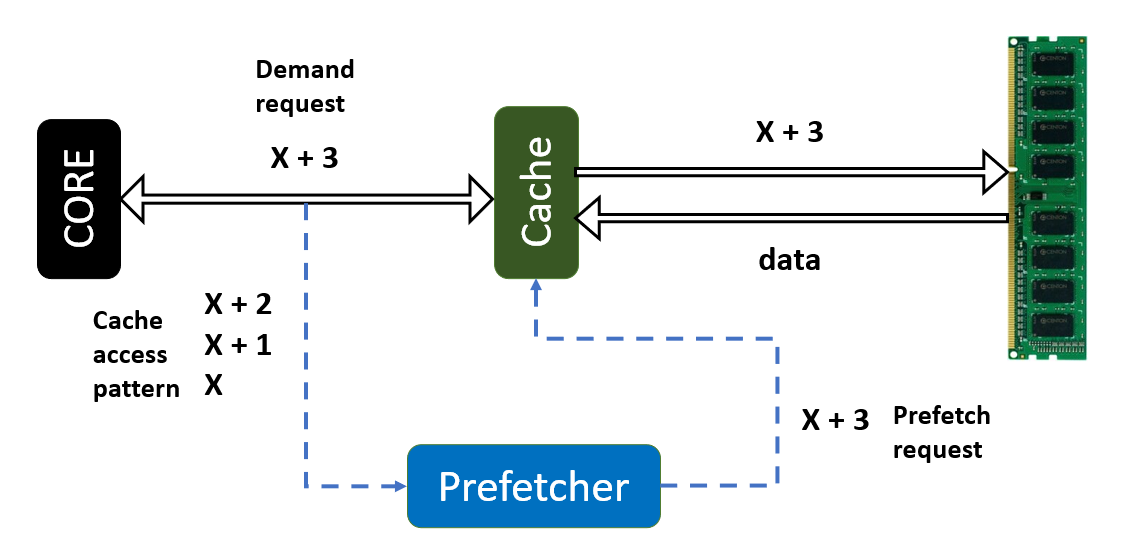 Demand
request
X + 3
CORE
Cache
X + 3
data
Cache
access
pattern
X + 2
X + 1
X
X + 3
Prefetch
request
Prefetcher